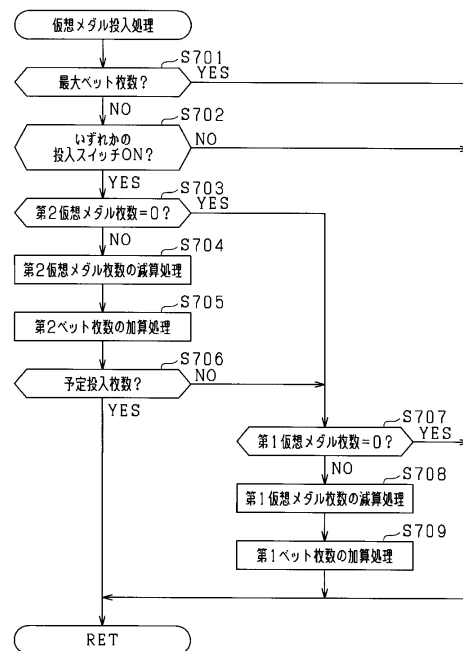 仮想メダル投入処理
S701
最大ベット枚数?
YES
NO
S702
いずれかの
投入スイッチON?
NO
YES
S703
第2仮想メダル枚数=0?
YES
NO
S704
第2仮想メダル枚数の減算処理
S705
第2ベット枚数の加算処理
S706
予定投入枚数?
NO
YES
S707
第1仮想メダル枚数=0?
YES
NO
S708
第1仮想メダル枚数の減算処理
S709
第1ベット枚数の加算処理
RET